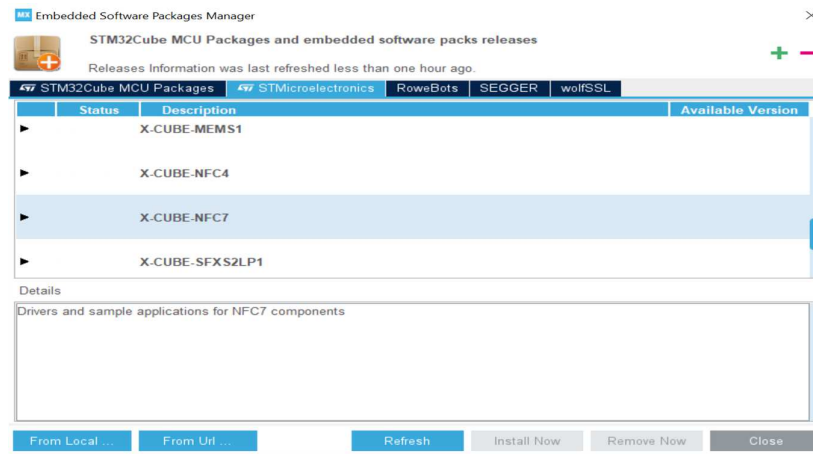 MX Embedded Software Packages Manager
STM32Cube MCU Packages and embedded software packs releases
Releases Information was last refreshed less than one hour ago.
STM32Cube MCU Packages STMicroelectronics RoweBots SEGGER wolfSSL
Status Description Available Version
X-CUBE-MEMS1
X-CUBE-NFC4
X-CUBE-NFC7
X-CUBE-SFXS2LP1
Details
Drivers and sample applications for NFC7 components
From Local ... From Url ... Refresh Install Now Remove Now Close